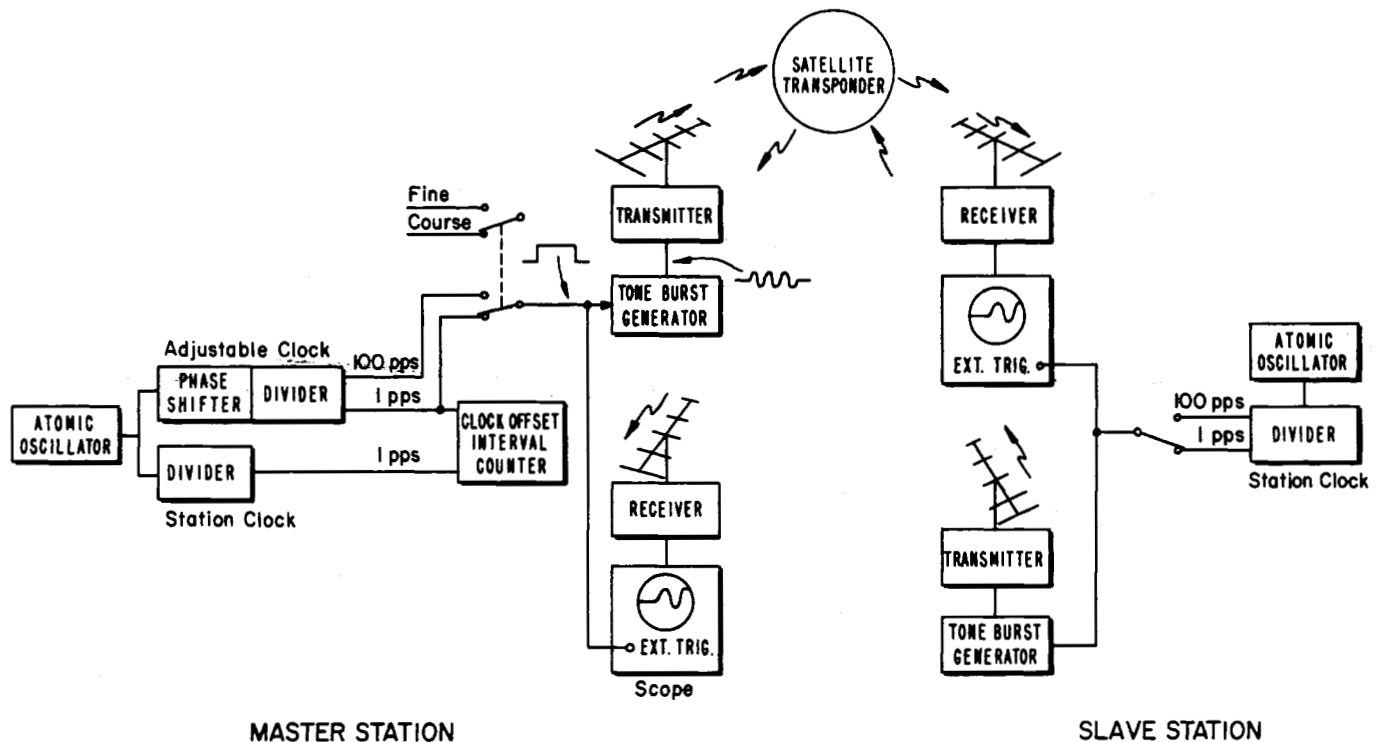 SATELLITE
TRANSPONDER
Fine
Course
TRANSMITTER
TONE BURST
GENERATOR
Adjustable Clock
PHASE
SHIFTER
DIVIDER
100 pps
1 pps
ATOMIC
OSCILLATOR
DIVIDER
1 pps
Station Clock
CLOCK OFFSET
INTERVAL
COUNTER
RECEIVER
EXT. TRIG.
Scope
MASTER STATION
RECEIVER
EXT. TRIG.
ATOMIC
OSCILLATOR
100 pps
1 pps
DIVIDER
Station Clock
TRANSMITTER
TONE BURST
GENERATOR
SLAVE STATION